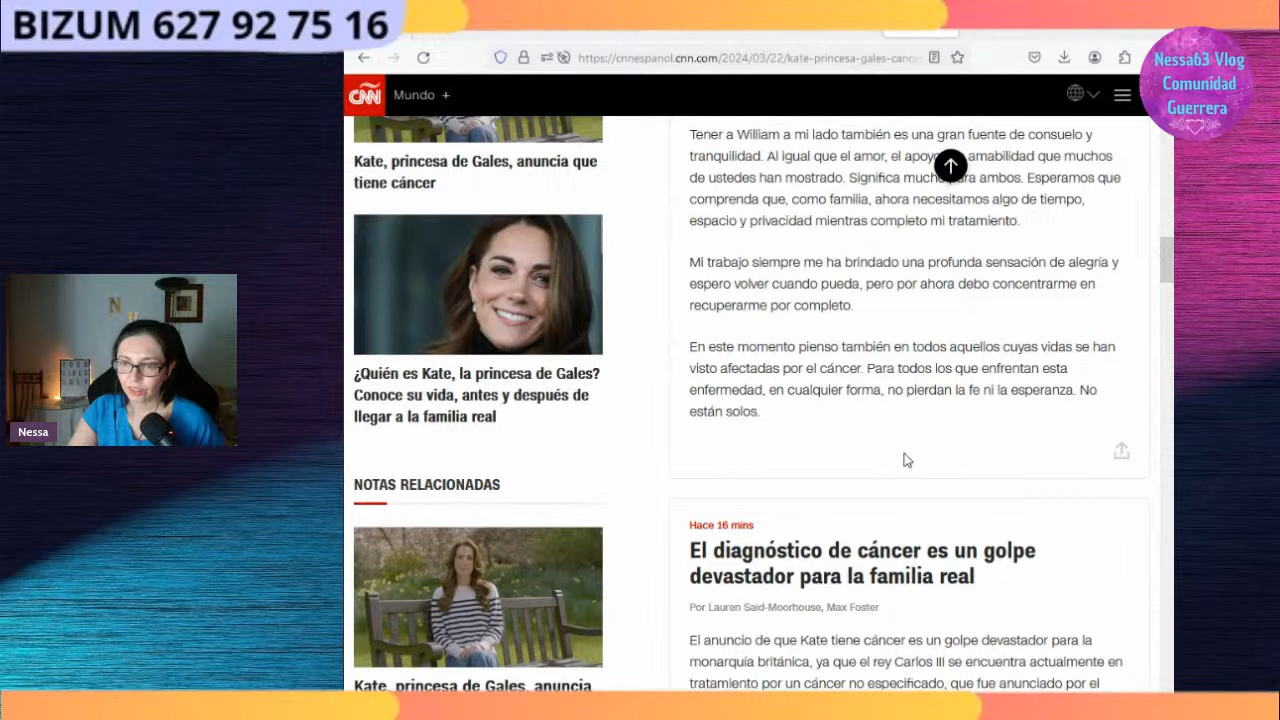 BIZUM 627 92 75 16
Nessa63 Vlog
Comunidad
Guerrera
https://cnnespanol.cnn.com/2024/03/22/kate-princesa-gales-cance
CNN
Mundo +
Kate, princesa de Gales, anuncia que
tiene cáncer
¿Quién es Kate, la princesa de Gales?
Conoce su vida, antes y después de
llegar a la familia real
NOTAS RELACIONADAS
Kate, princesa de Gales, anuncia
Tener a William a mi lado también es una gran fuente de consuelo y
tranquilidad. Al igual que el amor, el apoyo amabilidad que muchos
de ustedes han mostrado. Significa mucho para ambos. Esperamos que
comprenda que, como familia, ahora necesitamos algo de tiempo,
espacio y privacidad mientras completo mi tratamiento.
Mi trabajo siempre me ha brindado una profunda sensación de alegría y
espero volver cuando pueda, pero por ahora debo concentrarme en
recuperarme por completo.
En este momento pienso también en todos aquellos cuyas vidas se han
visto afectadas por el cáncer. Para todos los que enfrentan esta
enfermedad, en cualquier forma, no pierdan la fe ni la esperanza. No
están solos.
Hace 16 mins
El diagnóstico de cáncer es un golpe
devastador para la familia real
Por Lauren Said-Moorhouse, Max Foster
El anuncio de que Kate tiene cáncer es un golpe devastador para la
monarquía británica, ya que el rey Carlos III se encuentra actualmente en
tratamiento por un cáncer no especificado, que fue anunciado por el
Nessa